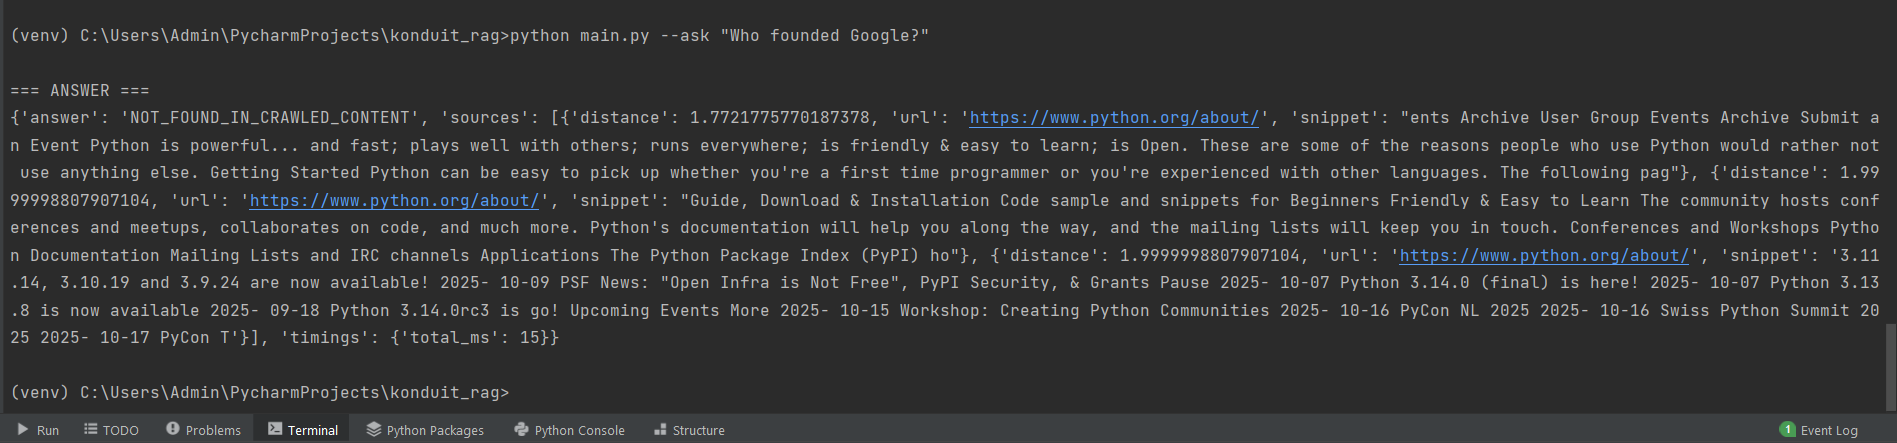 (venv) C:\Users\Admin\PycharmProjects\konduit_rag>python main.py --ask "Who founded Google?"
=== ANSWER ===
{'answer': 'NOT_FOUND_IN_CRAWLED_CONTENT', 'sources': [{'distance': 1.7721775770187378, 'url': 'https://www.python.org/about/', 'snippet': "ents Archive User Group Events Archive Submit a
n Event Python is powerful... and fast; plays well with others; runs everywhere; is friendly & easy to learn; is Open. These are some of the reasons people who use Python would rather not
 use anything else. Getting Started Python can be easy to pick up whether you're a first time programmer or you're experienced with other languages. The following pag"}, {'distance': 1.99
99998807907104, 'url': 'https://www.python.org/about/', 'snippet': "Guide, Download & Installation Code sample and snippets for Beginners Friendly & Easy to Learn The community hosts conf
erences and meetups, collaborates on code, and much more. Python's documentation will help you along the way, and the mailing lists will keep you in touch. Conferences and Workshops Pytho
n Documentation Mailing Lists and IRC channels Applications The Python Package Index (PyPI) ho"}, {'distance': 1.9999998807907104, 'url': 'https://www.python.org/about/', 'snippet': '3.11
.14, 3.10.19 and 3.9.24 are now available! 2025- 10-09 PSF News: "Open Infra is Not Free", PyPI Security, & Grants Pause 2025- 10-07 Python 3.14.0 (final) is here! 2025- 10-07 Python 3.13
.8 is now available 2025- 09-18 Python 3.14.0rc3 is go! Upcoming Events More 2025- 10-15 Workshop: Creating Python Communities 2025- 10-16 PyCon NL 2025 2025- 10-16 Swiss Python Summit 20
25 2025- 10-17 PyCon T'}], 'timings': {'total_ms': 15}}
(venv) C:\Users\Admin\PycharmProjects\konduit_rag>
Run TODO Problems Terminal Python Packages Python Console Structure 1 Event Log